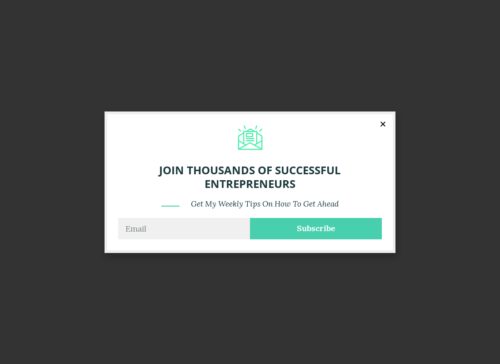 ×
JOIN THOUSANDS OF SUCCESSFUL
ENTREPRENEURS
Get My Weekly Tips On How To Get Ahead
Email
Subscribe